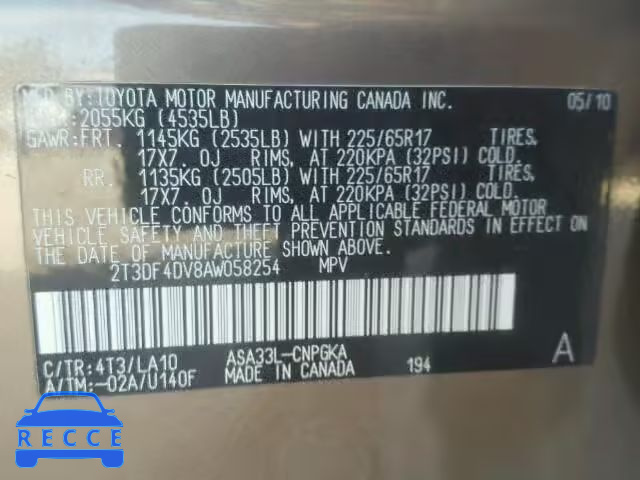 MFD BY:TOYOTA MOTOR MANUFACTURING CANADA INC. 05/10
2055KG (4535LB)
GAWR:FRT. 1145KG (2535LB) WITH 225/65R17 TIRES,
17X7.0J RIMS, AT 220KPA (32PSI) COLD.
RR. 1135KG (2505LB) WITH 225/65R17 TIRES,
17X7.0J RIMS, AT 220KPA (32PSI) COLD.
THIS VEHICLE CONFORMS TO ALL APPLICABLE FEDERAL MOTOR
VEHICLE SAFETY AND THEFT PREVENTION STANDARDS IN EFFECT ON
THE DATE OF MANUFACTURE SHOWN ABOVE.
2T3DF4DV8AW058254 MPV
C/TR:4T3/LA10 ASA33L-CNPGKA 194 A
A/TM:-02A/U140F MADE IN CANADA
RECCE